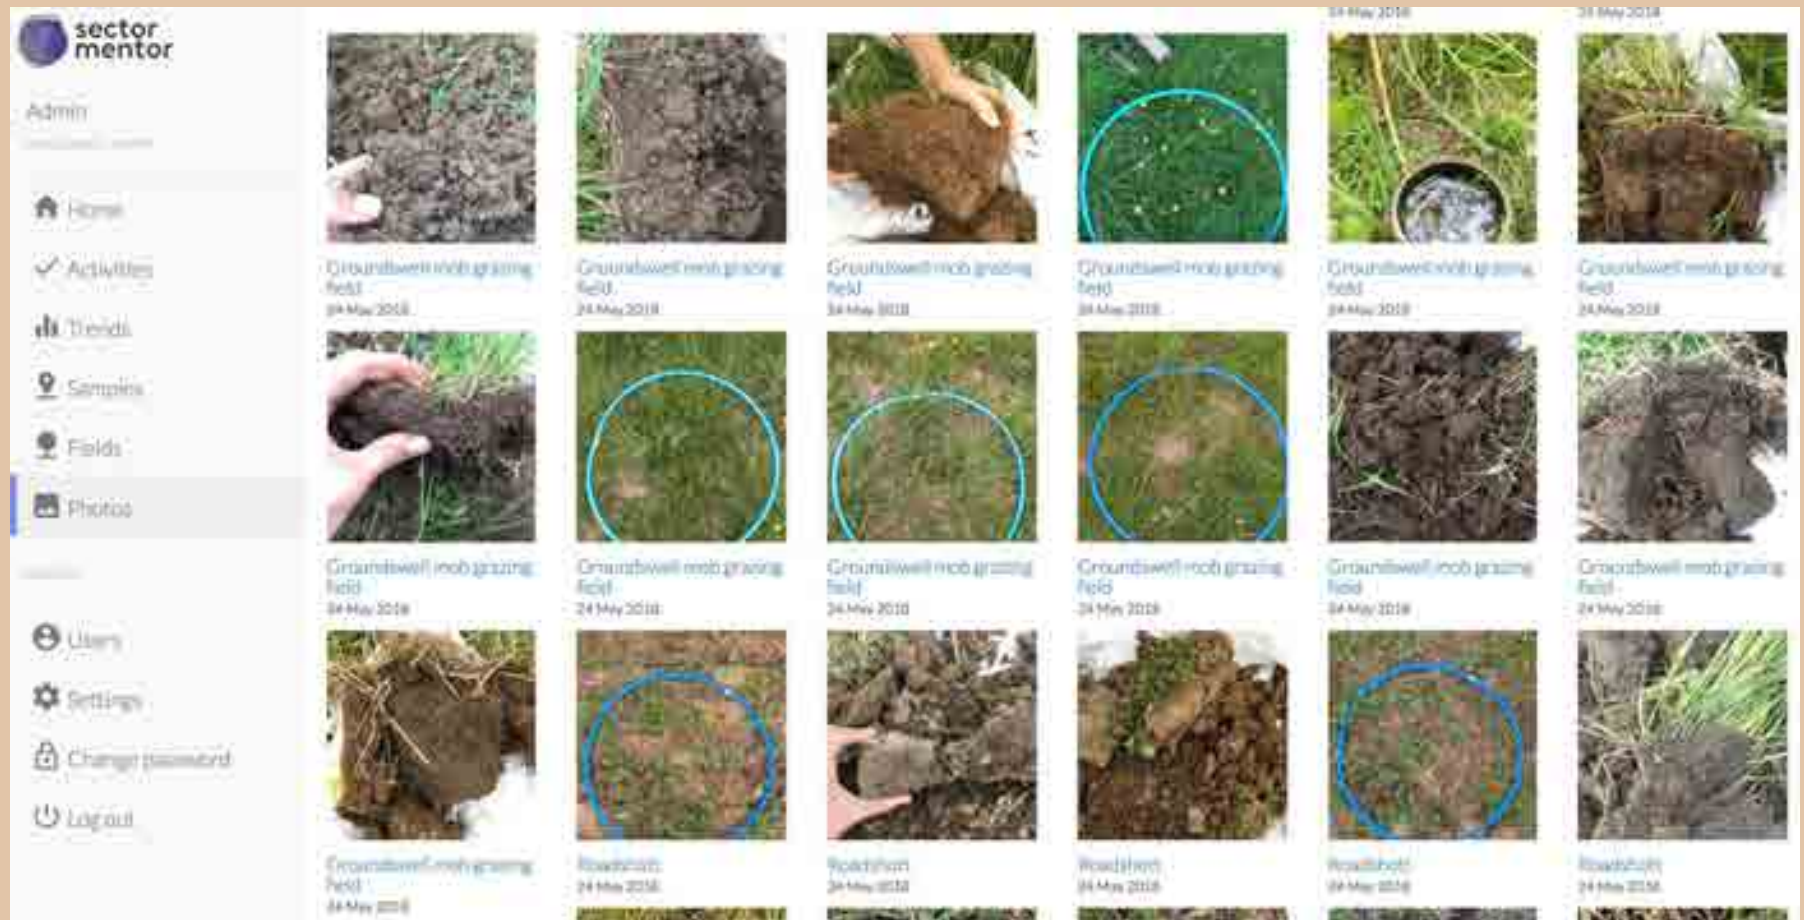 sector
mentor
Admin
Home
Activities
Trends
Samples
Fields
Photos
Users
Settings
Change password
Log out
24 May 2018
24 May 2018
Groundswell mob grazing
field
24 May 2018
Groundswell mob grazing
field
24 May 2018
Groundswell mob grazing
field
24 May 2018
Groundswell mob grazing
field
24 May 2018
Groundswell mob grazing
field
24 May 2018
Groundswell mob grazing
field
24 May 2018
Groundswell mob grazing
field
24 May 2018
Groundswell mob grazing
field
24 May 2018
Groundswell mob grazing
field
24 May 2018
Groundswell mob grazing
field
24 May 2018
Groundswell mob grazing
field
24 May 2018
Groundswell mob grazing
field
24 May 2018
Groundswell mob grazing
field
24 May 2018
24 May 2018
24 May 2018
24 May 2018
24 May 2018
24 May 2018